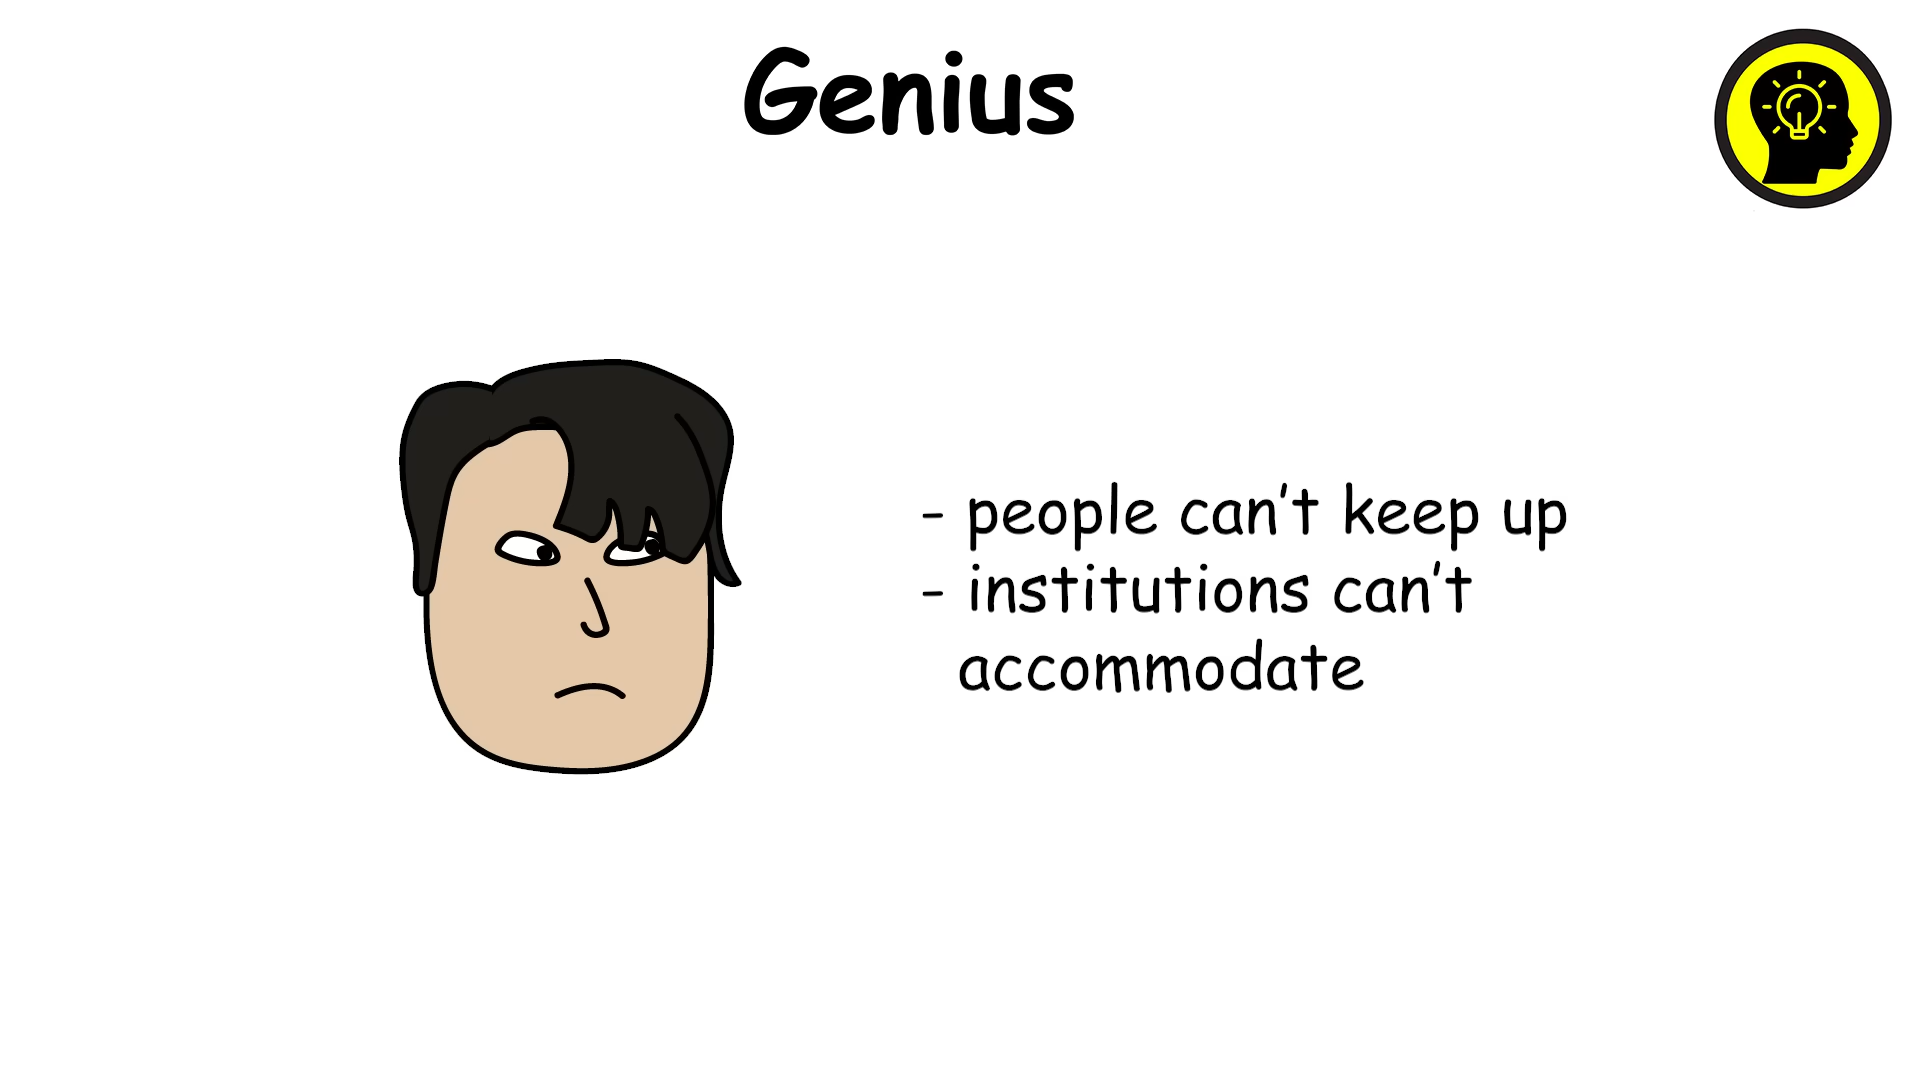 Genius
- people can't keep up
- institutions can't
accommodate